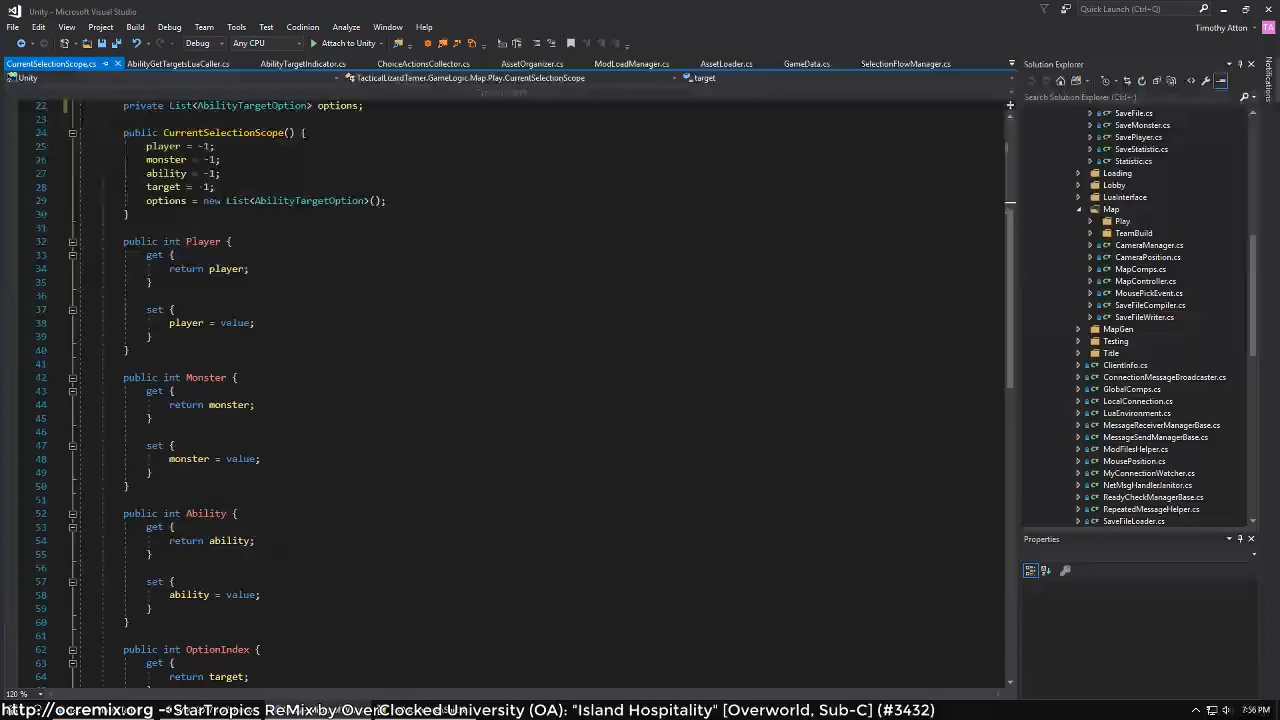 Unity - Microsoft Visual Studio
Quick Launch (Ctrl+Q)
File Edit View Project Build Debug Team Tools Test Codinion Analyze Window Help
Timothy Atton TA
Debug Any CPU Attach to Unity
CurrentSelectionScope.cs AbilityGetTargetsLuaCaller.cs AbilityTargetIndicator.cs ChoiceActionsCollector.cs AssetOrganizer.cs ModLoadManager.cs AssetLoader.cs GameData.cs SelectionFlowManager.cs
Solution Explorer
Notifications
Unity TacticalLizardTamer.GameLogic.Map.Play.CurrentSelectionScope target
Search Solution Explorer (Ctrl+;)
22 private List<AbilityTargetOption> options;
23
24 public CurrentSelectionScope() {
25 player = -1;
26 monster = -1;
27 ability = -1;
28 target = -1;
29 options = new List<AbilityTargetOption>();
30 }
31
32 public int Player {
33 get {
34 return player;
35 }
36
37 set {
38 player = value;
39 }
40 }
41
42 public int Monster {
43 get {
44 return monster;
45 }
46
47 set {
48 monster = value;
49 }
50 }
51
52 public int Ability {
53 get {
54 return ability;
55 }
56
57 set {
58 ability = value;
59 }
60 }
61
62 public int OptionIndex {
63 get {
64 return target;
120 %
SaveFile.cs
SaveMonster.cs
SavePlayer.cs
SaveStatistic.cs
Statistic.cs
Loading
Lobby
LuaInterface
Map
Play
TeamBuild
CameraManager.cs
CameraPosition.cs
MapComps.cs
MapController.cs
MousePickEvent.cs
SaveFileCompiler.cs
SaveFileWriter.cs
MapGen
Testing
Title
ClientInfo.cs
ConnectionMessageBroadcaster.cs
GlobalComps.cs
LocalConnection.cs
LuaEnvironment.cs
MessageReceiverManagerBase.cs
MessageSendManagerBase.cs
ModFilesHelper.cs
MousePosition.cs
MyConnectionWatcher.cs
NetMsgHandlerJanitor.cs
ReadyCheckManagerBase.cs
RepeatedMessageHelper.cs
SaveFileLoader.cs
Properties
http://ocremix.org - StarTropics ReMix by OverClocked University (OA): "Island Hospitality" [Overworld, Sub-C] (#3432)
7:56 PM